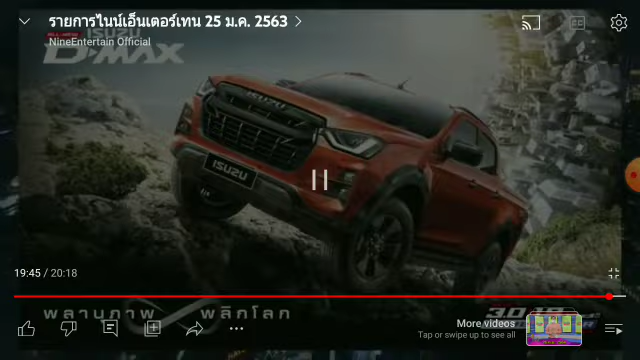 รายการไนน์เอ็นเตอร์เทน 25 ม.ค. 2563
NineEntertain Official
ISUZU
D-MAX
ISUZU
ISUZU
19:45 / 20:18
พลานุภาพ พลิกโลก
More videos
Tap or swipe up to see all